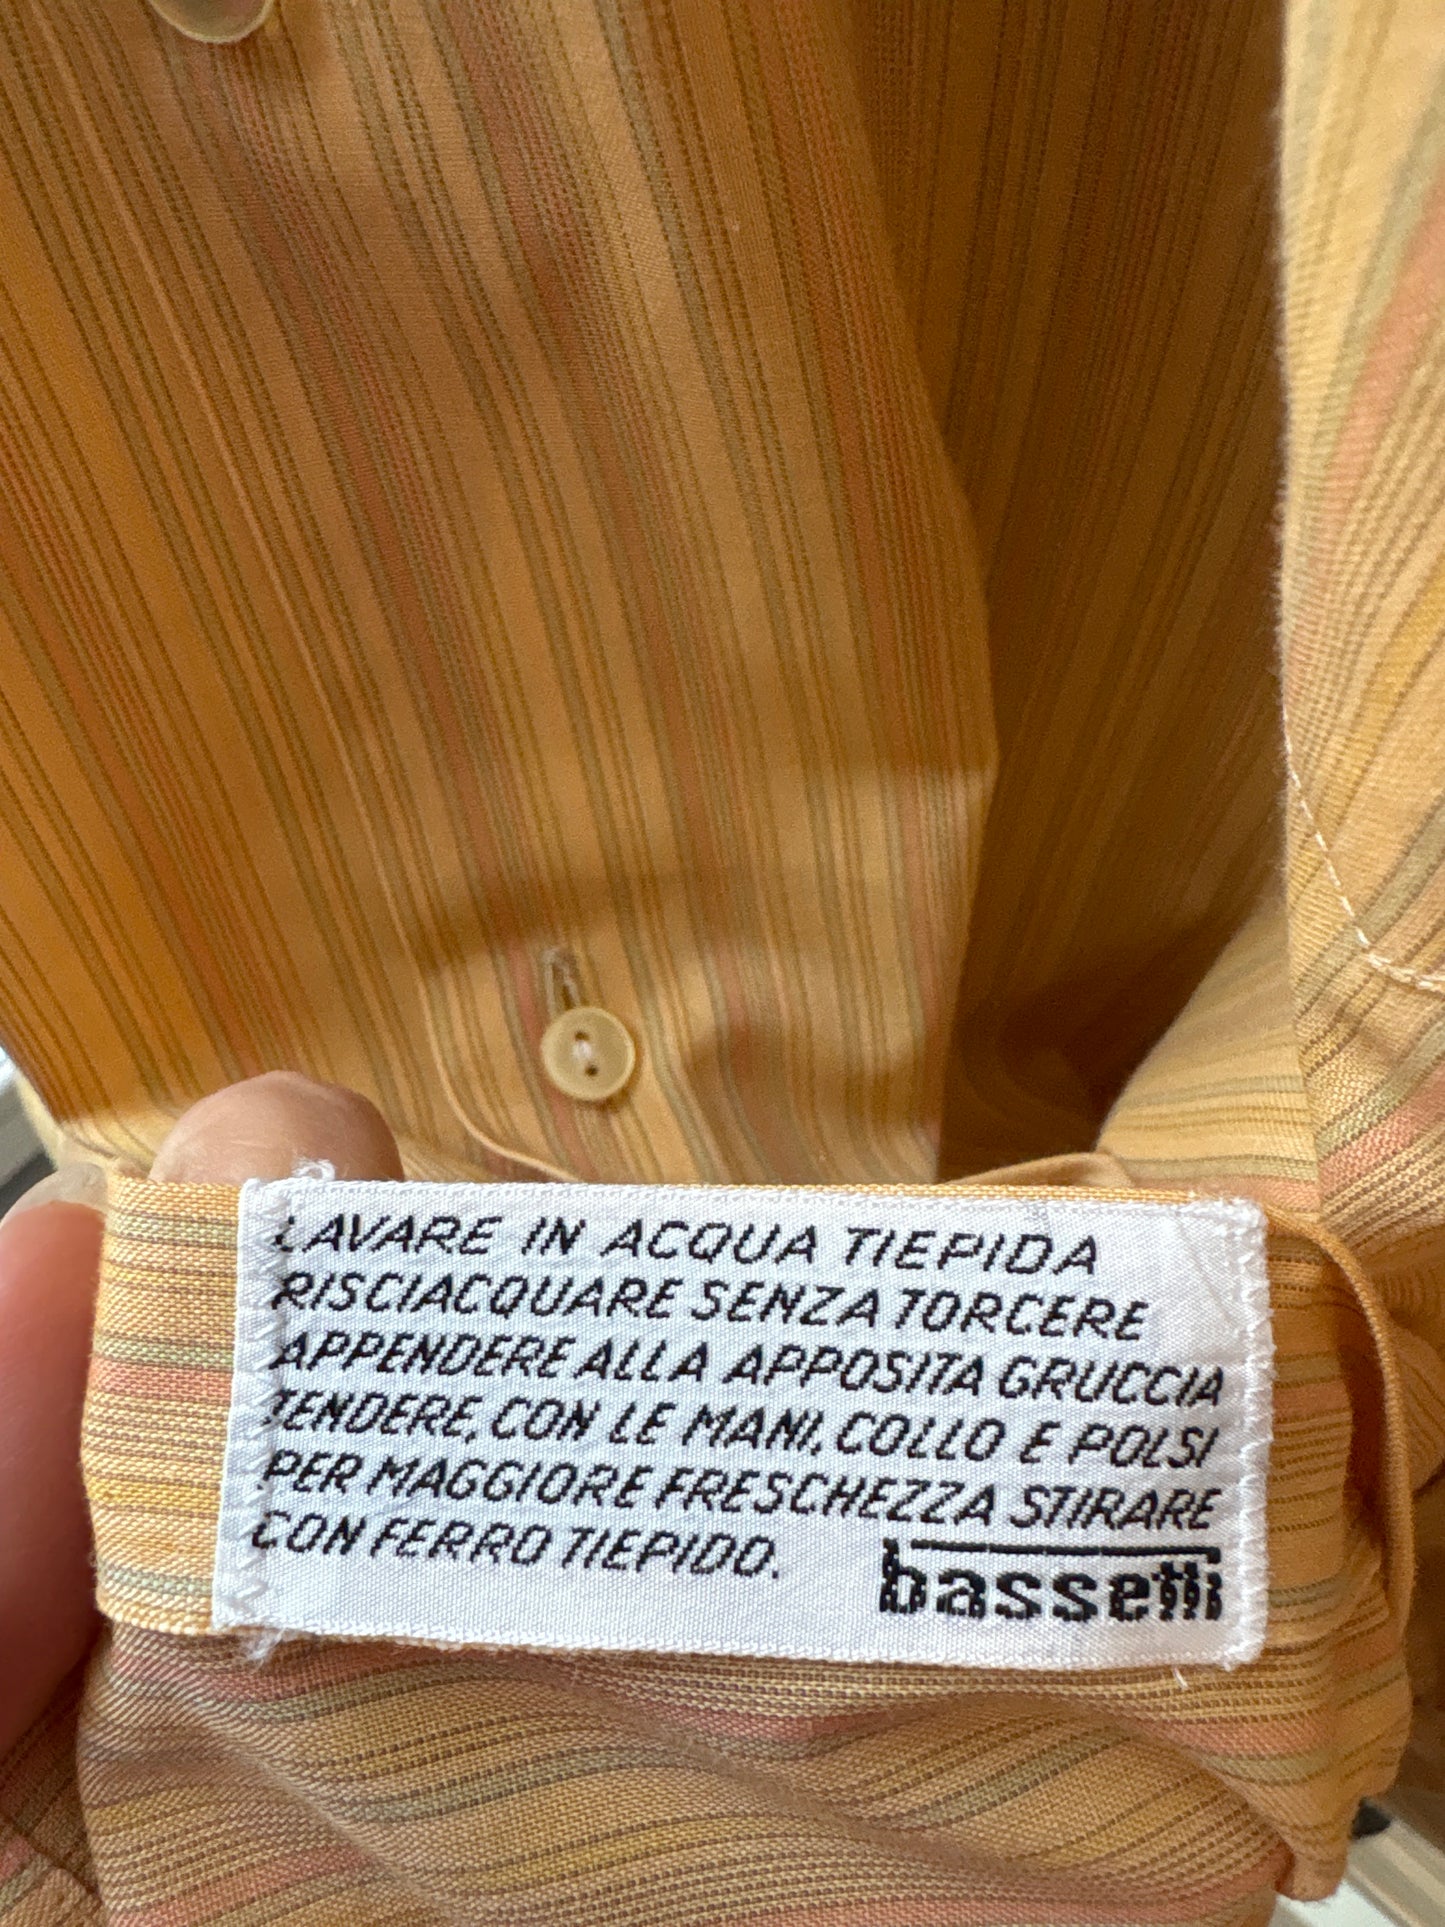 LAVARE IN ACQUA TIEPIDA
RISCIACQUARE SENZA TORCERE
APPENDERE ALLA APPOSITA GRUCCIA
TENDERE, CON LE MANI, COLLO E POLSI
PER MAGGIORE FRESCHEZZA STIRARE
CON FERRO TIEPIDO.
bassetti